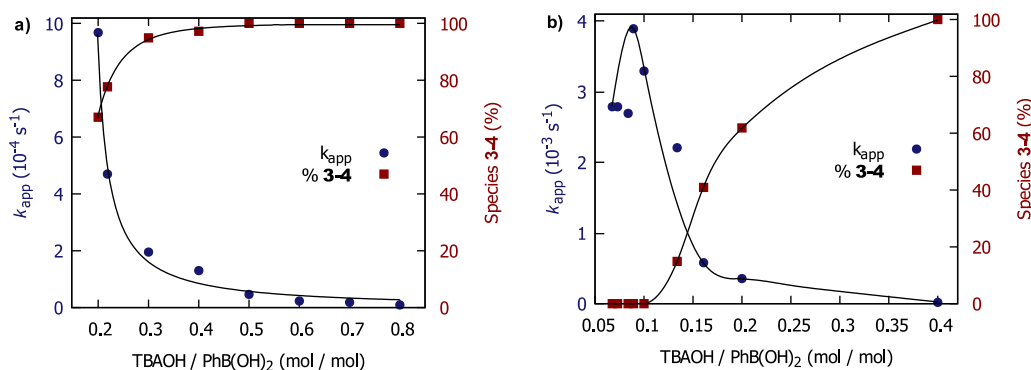 a)
10
8
6
4
2
0
k_app (10^-4 s^-1)
100
80
60
40
20
0
Species 3-4 (%)
k_app
% 3-4
0.2 0.3 0.4 0.5 0.6 0.7 0.8
TBAOH / PhB(OH)_2 (mol / mol)
b)
4
3
2
1
0
k_app (10^-3 s^-1)
100
80
60
40
20
0
Species 3-4 (%)
k_app
% 3-4
0.05 0.1 0.15 0.2 0.25 0.3 0.35 0.4
TBAOH / PhB(OH)_2 (mol / mol)